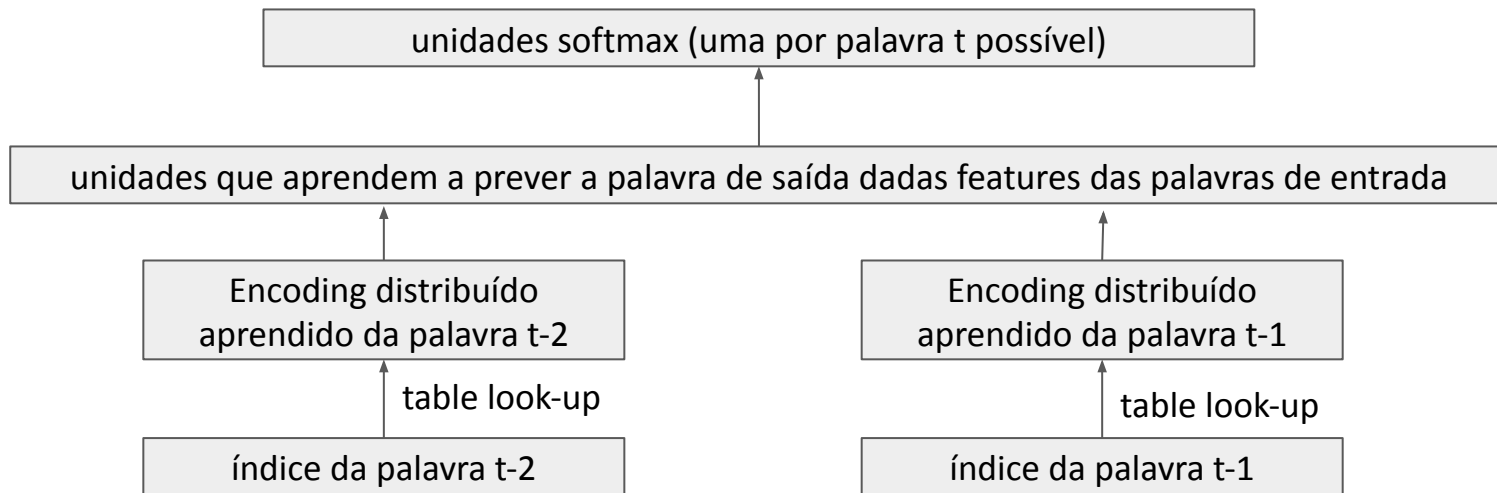 unidades softmax (uma por palavra t possível)
unidades que aprendem a prever a palavra de saída dadas features das palavras de entrada
Encoding distribuído
aprendido da palavra t-2
Encoding distribuído
aprendido da palavra t-1
table look-up
table look-up
índice da palavra t-2
índice da palavra t-1